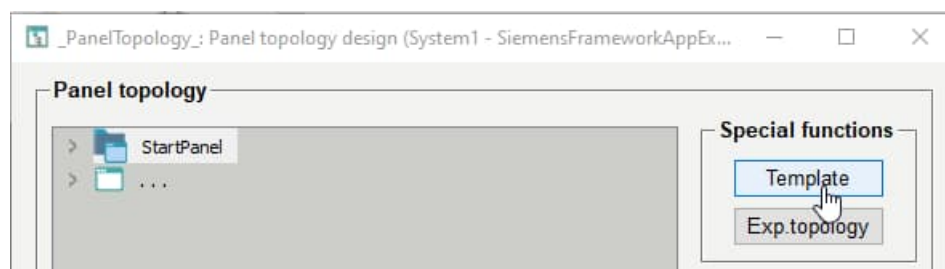 _PanelTopology_: Panel topology design (System1 - SiemensFrameworkAppEx...
Panel topology
StartPanel
...
Special functions
Template
Exp.topology